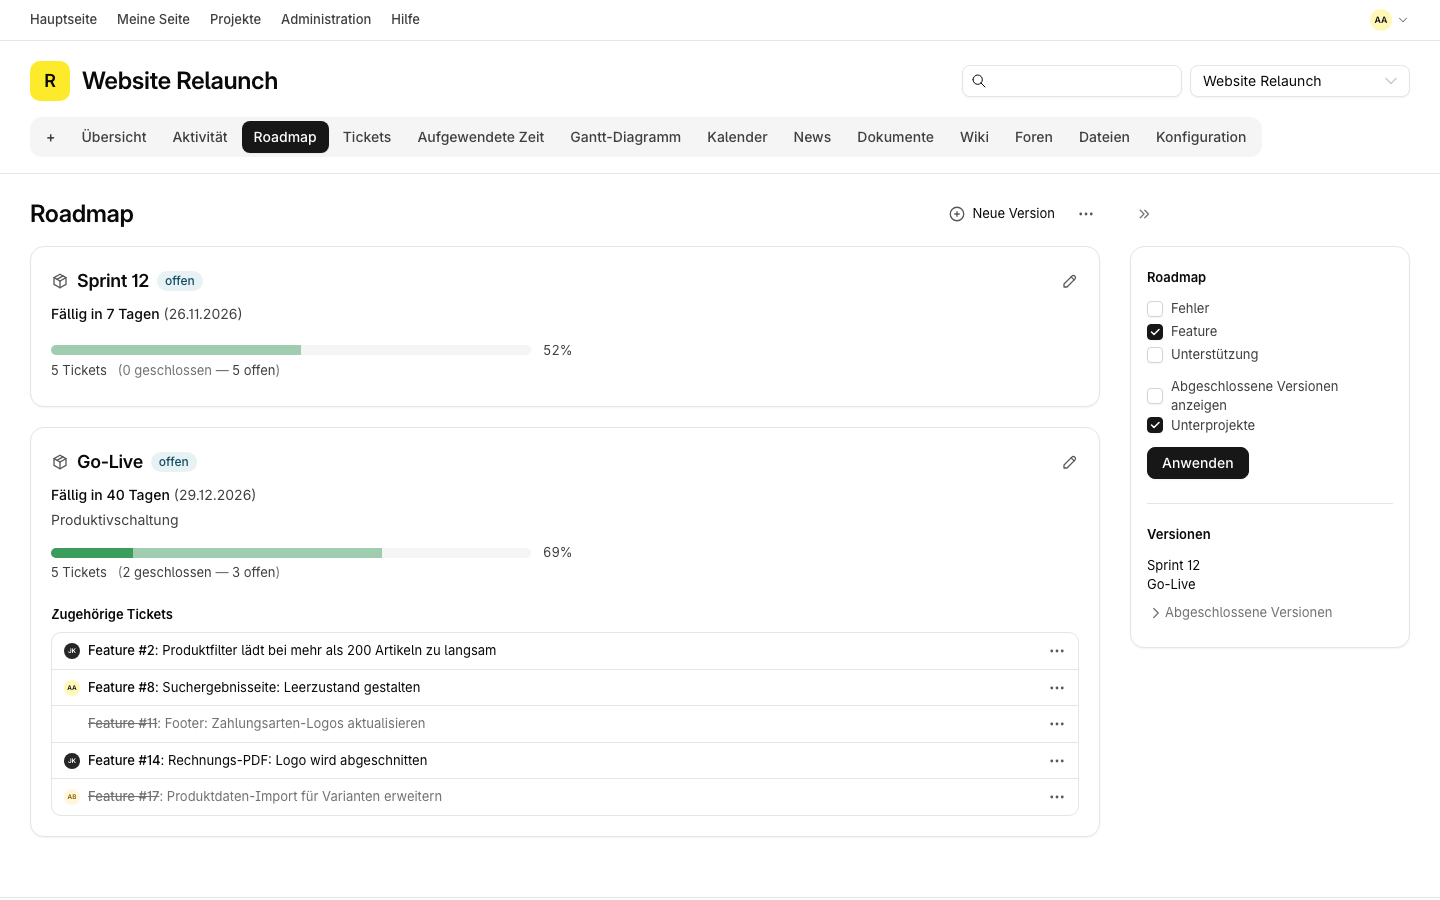 Hauptseite Meine Seite Projekte Administration Hilfe AA
R Website Relaunch Website Relaunch
+ Übersicht Aktivität Roadmap Tickets Aufgewendete Zeit Gantt-Diagramm Kalender News Dokumente Wiki Foren Dateien Konfiguration
Roadmap Neue Version
Sprint 12 offen
Fällig in 7 Tagen (26.11.2026)
52%
5 Tickets (0 geschlossen — 5 offen)
Go-Live offen
Fällig in 40 Tagen (29.12.2026)
Produktivschaltung
69%
5 Tickets (2 geschlossen — 3 offen)
Zugehörige Tickets
JK Feature #2: Produktfilter lädt bei mehr als 200 Artikeln zu langsam
AA Feature #8: Suchergebnisseite: Leerzustand gestalten
Feature #11: Footer: Zahlungsarten-Logos aktualisieren
JK Feature #14: Rechnungs-PDF: Logo wird abgeschnitten
AB Feature #17: Produktdaten-Import für Varianten erweitern
Roadmap
Fehler
Feature
Unterstützung
Abgeschlossene Versionen
anzeigen
Unterprojekte
Anwenden
Versionen
Sprint 12
Go-Live
Abgeschlossene Versionen